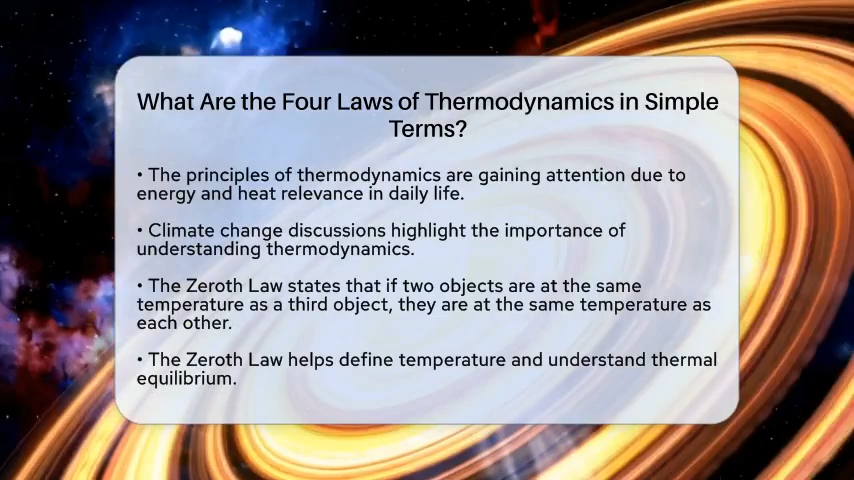 What Are the Four Laws of Thermodynamics in Simple
Terms?
• The principles of thermodynamics are gaining attention due to
energy and heat relevance in daily life.
• Climate change discussions highlight the importance of
understanding thermodynamics.
• The Zeroth Law states that if two objects are at the same
temperature as a third object, they are at the same temperature as
each other.
• The Zeroth Law helps define temperature and understand thermal
equilibrium.